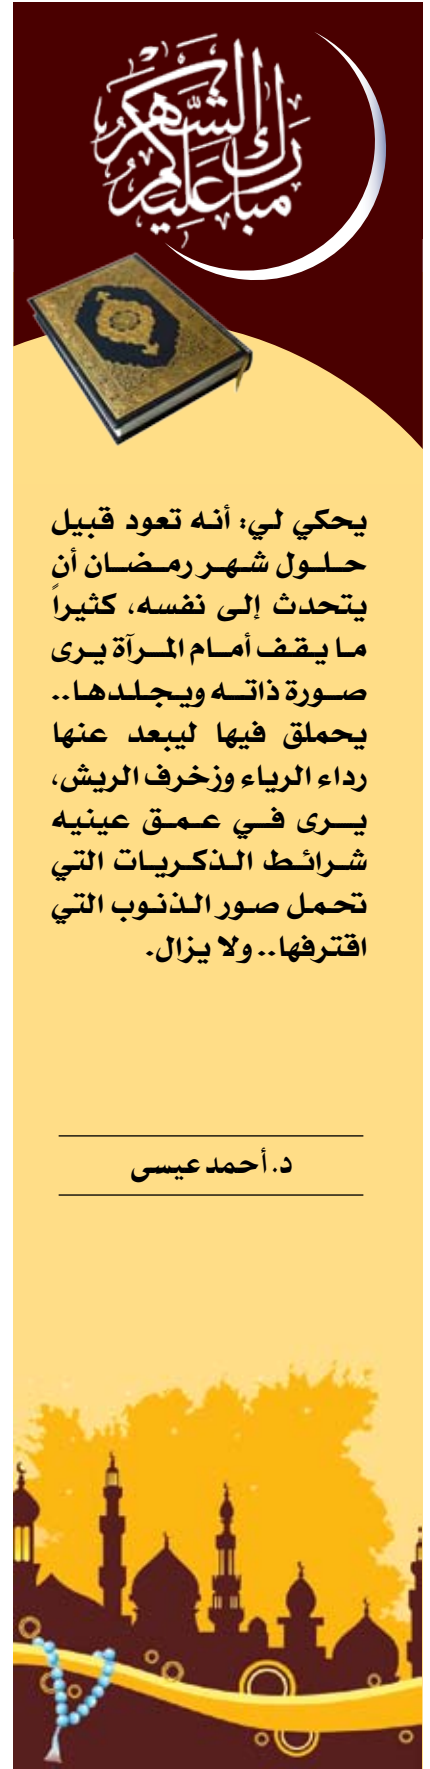 مبارك عليكم الشهر
يحكي لي: أنه تعود قبيل
حلول شهر رمضان أن
يتحدث إلى نفسه، كثيراً
ما يقف أمام المرآة يرى
صورة ذاته ويجلدها..
يحملق فيها ليبعد عنها
رداء الرياء وزخرف الريش،
يرى في عمق عينيه
شرائط الذكريات التي
تحمل صور الذنوب التي
اقترفها.. ولا يزال.
د. أحمد عيسى